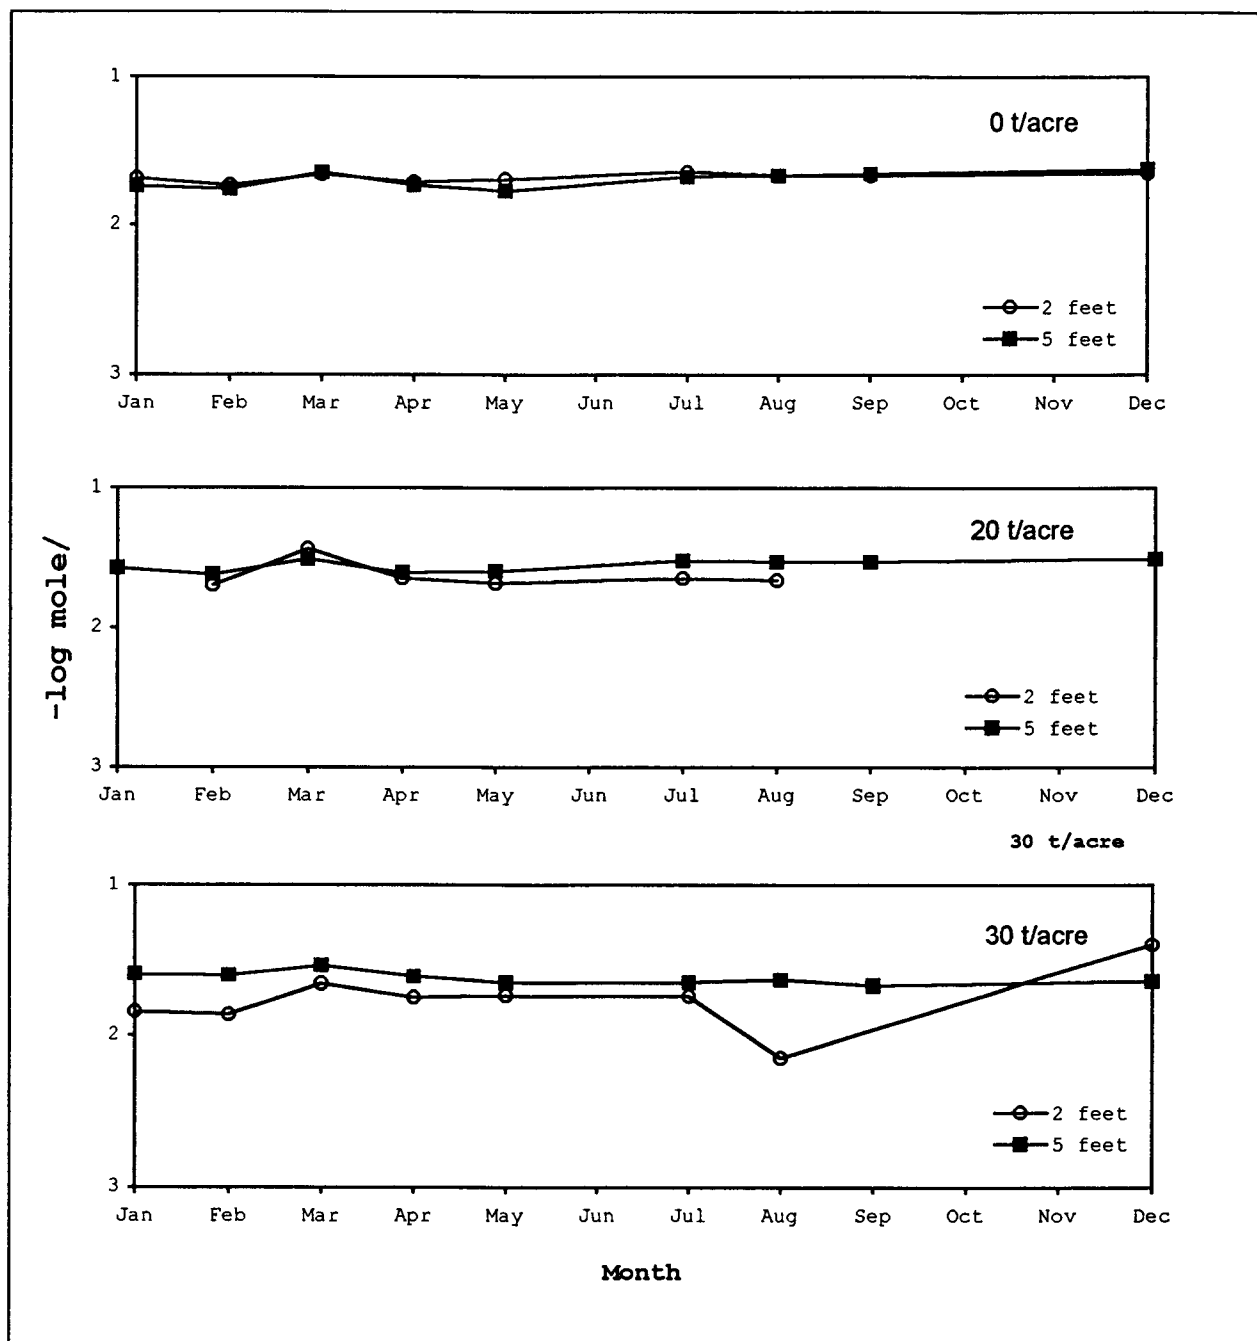 1
0 t/acre
2
2 feet
5 feet
3
Jan Feb Mar Apr May Jun Jul Aug Sep Oct Nov Dec
1
20 t/acre
-log mole/
2
2 feet
5 feet
3
Jan Feb Mar Apr May Jun Jul Aug Sep Oct Nov Dec
30 t/acre
1
30 t/acre
2
2 feet
5 feet
3
Jan Feb Mar Apr May Jun Jul Aug Sep Oct Nov Dec
Month